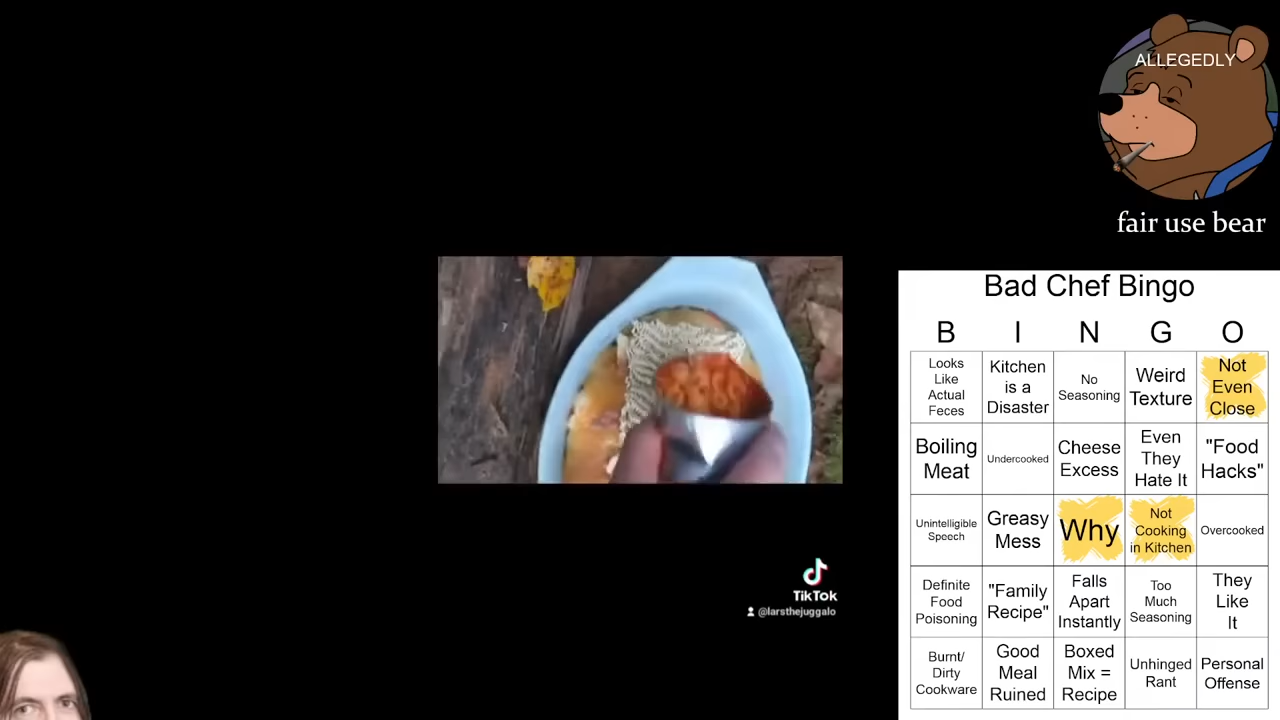 ALLEGEDLY
fair use bear
Bad Chef Bingo
B I N G O
Looks
Like
Actual
Feces
Kitchen
is a
Disaster
No
Seasoning
Weird
Texture
Not
Even
Close
Boiling
Meat
Undercooked
Cheese
Excess
Even
They
Hate It
"Food
Hacks"
Unintelligible
Speech
Greasy
Mess
Why
Not
Cooking
in Kitchen
Overcooked
Definite
Food
Poisoning
"Family
Recipe"
Falls
Apart
Instantly
Too
Much
Seasoning
They
Like
It
Burnt/
Dirty
Cookware
Good
Meal
Ruined
Boxed
Mix =
Recipe
Unhinged
Rant
Personal
Offense
TikTok
@larsthejuggalo